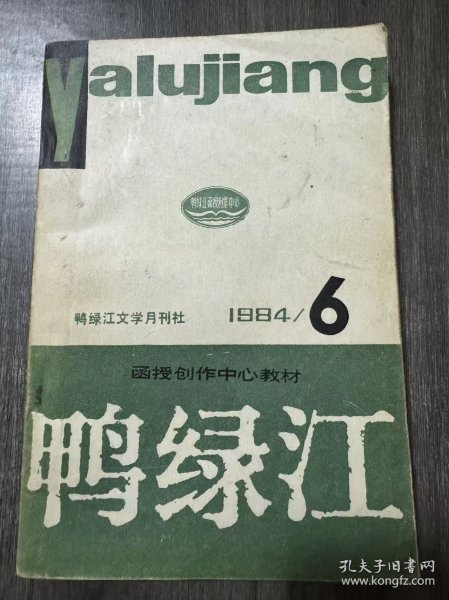 Yalujiang
鸭绿江函授创作中心
鸭绿江文学月刊社
1984/6
函授创作中心教材
鸭绿江
孔夫子旧书网
www.kongfz.com